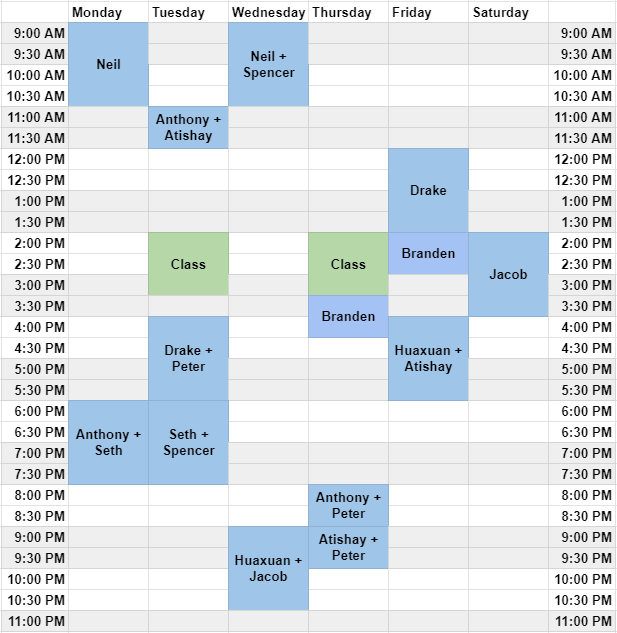 Monday Tuesday Wednesday Thursday Friday Saturday
9:00 AM 9:00 AM
9:30 AM 9:30 AM
Neil
Neil +
Spencer
10:00 AM 10:00 AM
10:30 AM 10:30 AM
11:00 AM 11:00 AM
Anthony +
Atishay
11:30 AM 11:30 AM
12:00 PM 12:00 PM
12:30 PM 12:30 PM
Drake
1:00 PM 1:00 PM
1:30 PM 1:30 PM
2:00 PM 2:00 PM
Branden
2:30 PM 2:30 PM
Class
Class
Jacob
3:00 PM 3:00 PM
3:30 PM 3:30 PM
Branden
4:00 PM 4:00 PM
4:30 PM 4:30 PM
Drake +
Peter
Huaxuan +
Atishay
5:00 PM 5:00 PM
5:30 PM 5:30 PM
6:00 PM 6:00 PM
6:30 PM 6:30 PM
Anthony +
Seth
Seth +
Spencer
7:00 PM 7:00 PM
7:30 PM 7:30 PM
8:00 PM 8:00 PM
Anthony +
Peter
8:30 PM 8:30 PM
9:00 PM 9:00 PM
Atishay +
Peter
9:30 PM 9:30 PM
Huaxuan +
Jacob
10:00 PM 10:00 PM
10:30 PM 10:30 PM
11:00 PM 11:00 PM